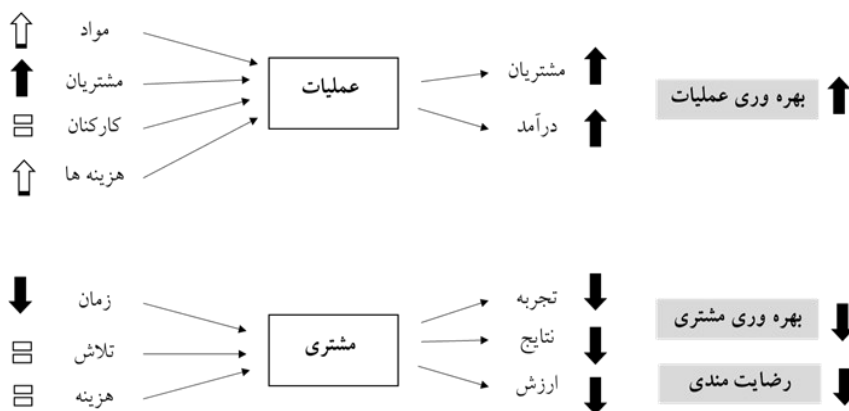 مواد
مشتریان
کارکنان
هزینه ها
عملیات
مشتریان
درآمد
بهره وری عملیات
زمان
تلاش
هزینه
مشتری
تجربه
نتایج
ارزش
بهره وری مشتری
رضایت مندی